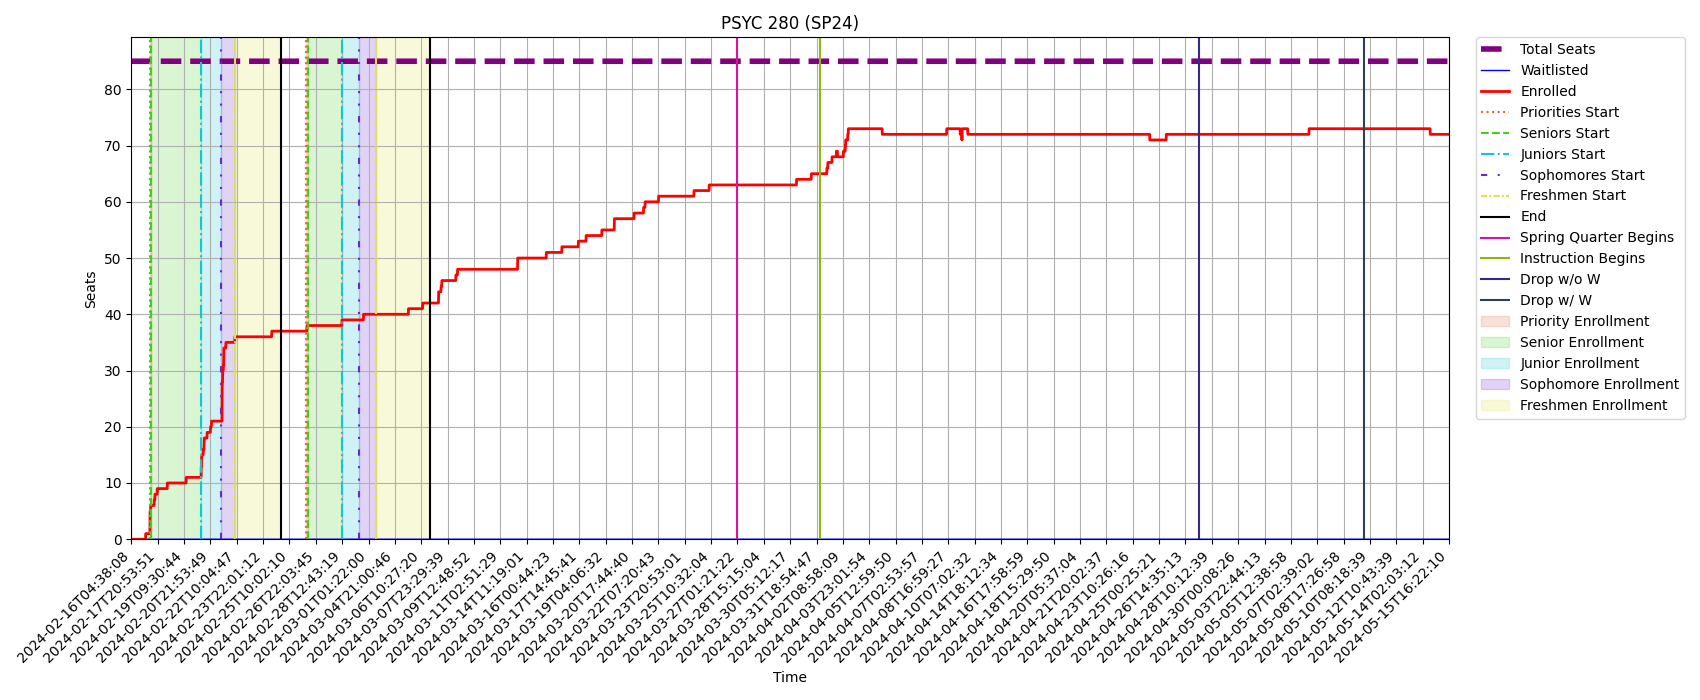 PSYC 280 (SP24)
Seats
80
70
60
50
40
30
20
10
0
2024-02-16T04:38:08
2024-02-17T20:53:51
2024-02-19T09:30:44
2024-02-20T21:53:49
2024-02-22T10:04:47
2024-02-23T22:01:12
2024-02-25T10:02:10
2024-02-26T22:03:45
2024-02-28T12:43:19
2024-03-01T01:22:00
2024-03-04T21:00:46
2024-03-06T10:27:20
2024-03-07T23:29:39
2024-03-09T12:48:52
2024-03-11T02:51:29
2024-03-14T11:19:01
2024-03-16T00:44:23
2024-03-17T14:45:41
2024-03-19T04:06:32
2024-03-20T17:44:40
2024-03-22T07:20:43
2024-03-23T20:53:01
2024-03-25T10:32:04
2024-03-27T01:21:22
2024-03-28T15:15:04
2024-03-30T05:12:17
2024-03-31T18:54:47
2024-04-02T08:58:09
2024-04-03T23:01:54
2024-04-05T12:59:50
2024-04-07T02:53:57
2024-04-08T16:59:27
2024-04-10T07:02:32
2024-04-14T18:12:34
2024-04-16T17:58:59
2024-04-18T15:29:50
2024-04-20T05:37:04
2024-04-21T20:02:37
2024-04-23T10:26:16
2024-04-25T00:25:21
2024-04-26T14:35:13
2024-04-28T10:12:39
2024-04-30T00:08:26
2024-05-03T22:44:13
2024-05-05T12:38:58
2024-05-07T02:39:02
2024-05-08T17:26:58
2024-05-10T08:18:39
2024-05-12T10:43:39
2024-05-14T02:03:12
2024-05-15T16:22:10
Time
Total Seats
Waitlisted
Enrolled
Priorities Start
Seniors Start
Juniors Start
Sophomores Start
Freshmen Start
End
Spring Quarter Begins
Instruction Begins
Drop w/o W
Drop w/ W
Priority Enrollment
Senior Enrollment
Junior Enrollment
Sophomore Enrollment
Freshmen Enrollment